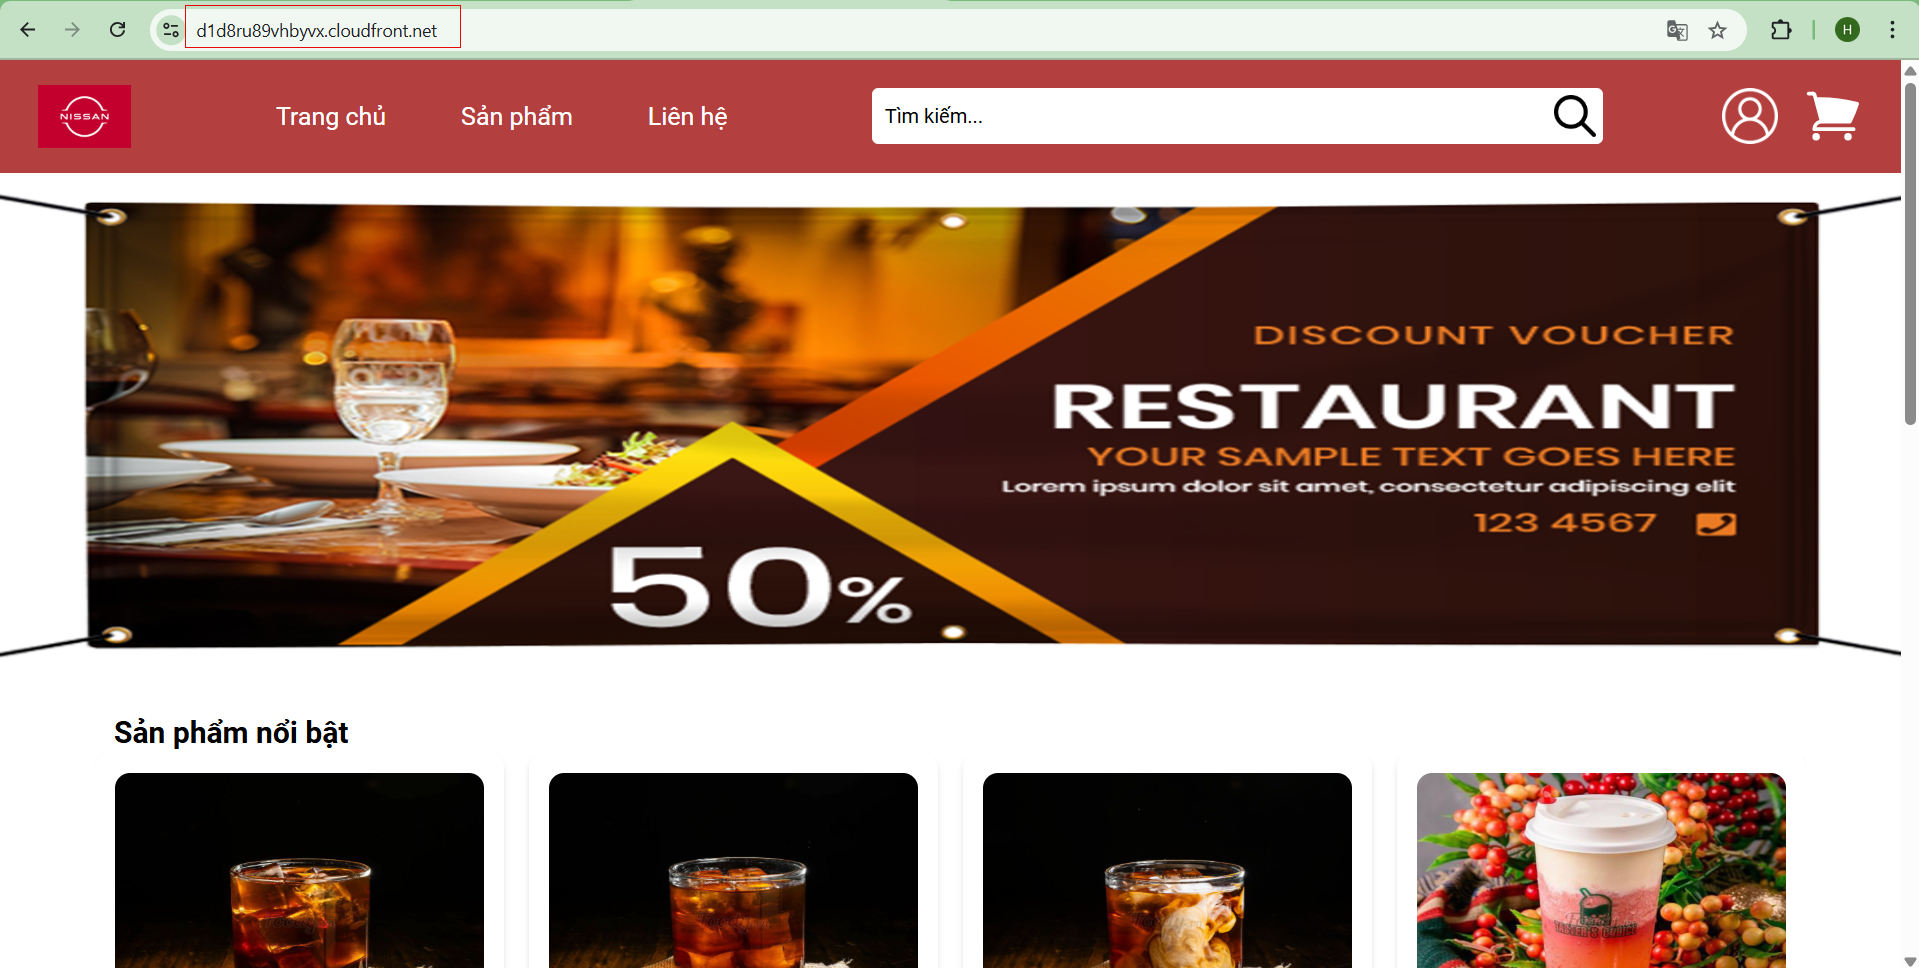 d1d8ru89vhbyvx.cloudfront.net
H
NISSAN
Trang chủ
Sản phẩm
Liên hệ
Tìm kiếm...
DISCOUNT VOUCHER
RESTAURANT
YOUR SAMPLE TEXT GOES HERE
Lorem ipsum dolor sit amet, consectetur adipiscing elit
123 4567
50%
Sản phẩm nổi bật